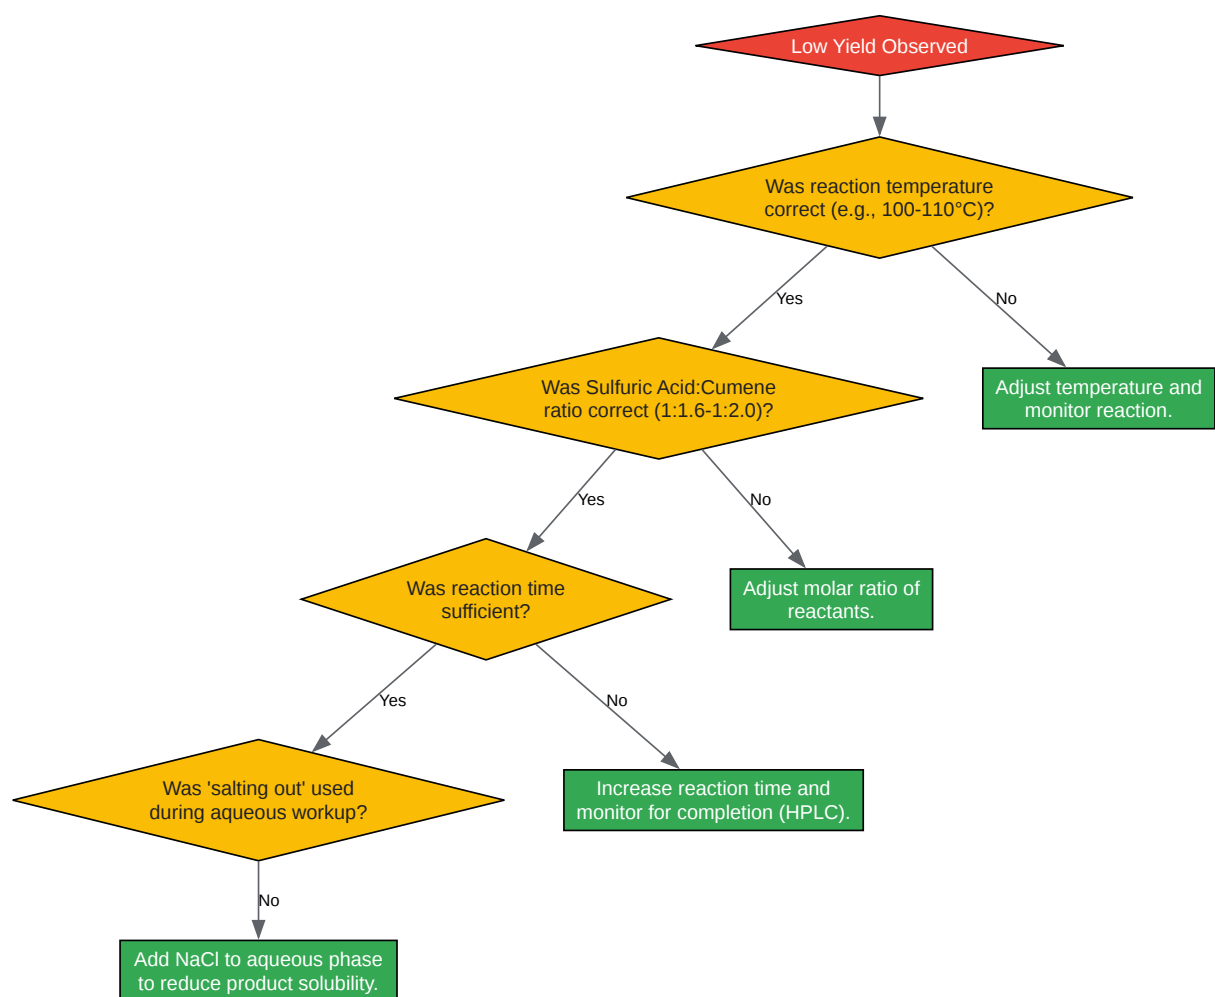 Low Yield Observed
Was reaction temperature
correct (e.g., 100-110°C)?
Yes
No
Was Sulfuric Acid:Cumene
ratio correct (1:1.6-1:2.0)?
Adjust temperature and
monitor reaction.
Yes
No
Was reaction time
sufficient?
Adjust molar ratio of
reactants.
Yes
No
Was 'salting out' used
during aqueous workup?
Increase reaction time and
monitor for completion (HPLC).
No
Add NaCl to aqueous phase
to reduce product solubility.